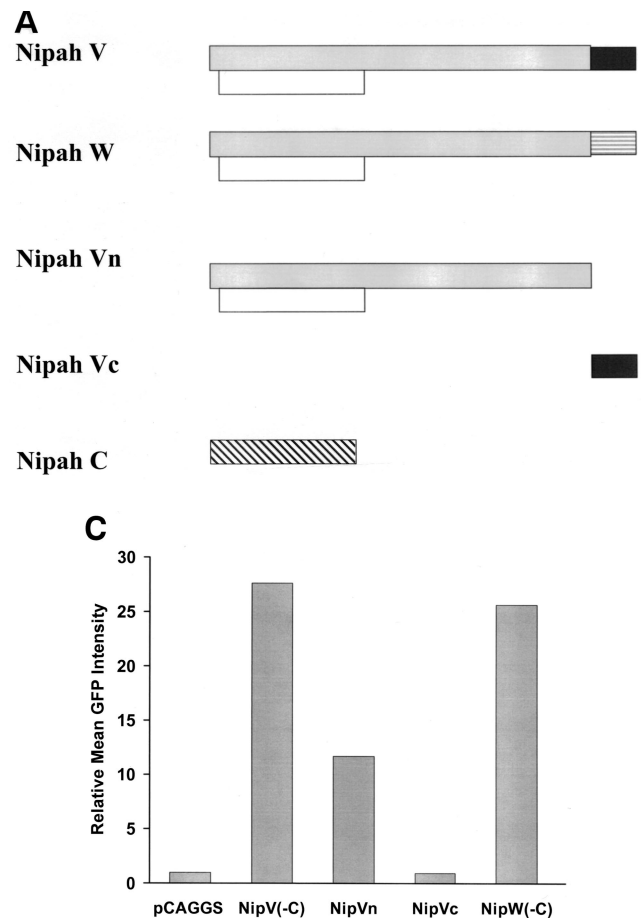 A
Nipah V
Nipah W
Nipah Vn
Nipah Vc
Nipah C
C
30
25
20
15
10
5
0
Relative Mean GFP Intensity
pCAGGS NipV(-C) NipVn NipVc NipW(-C)